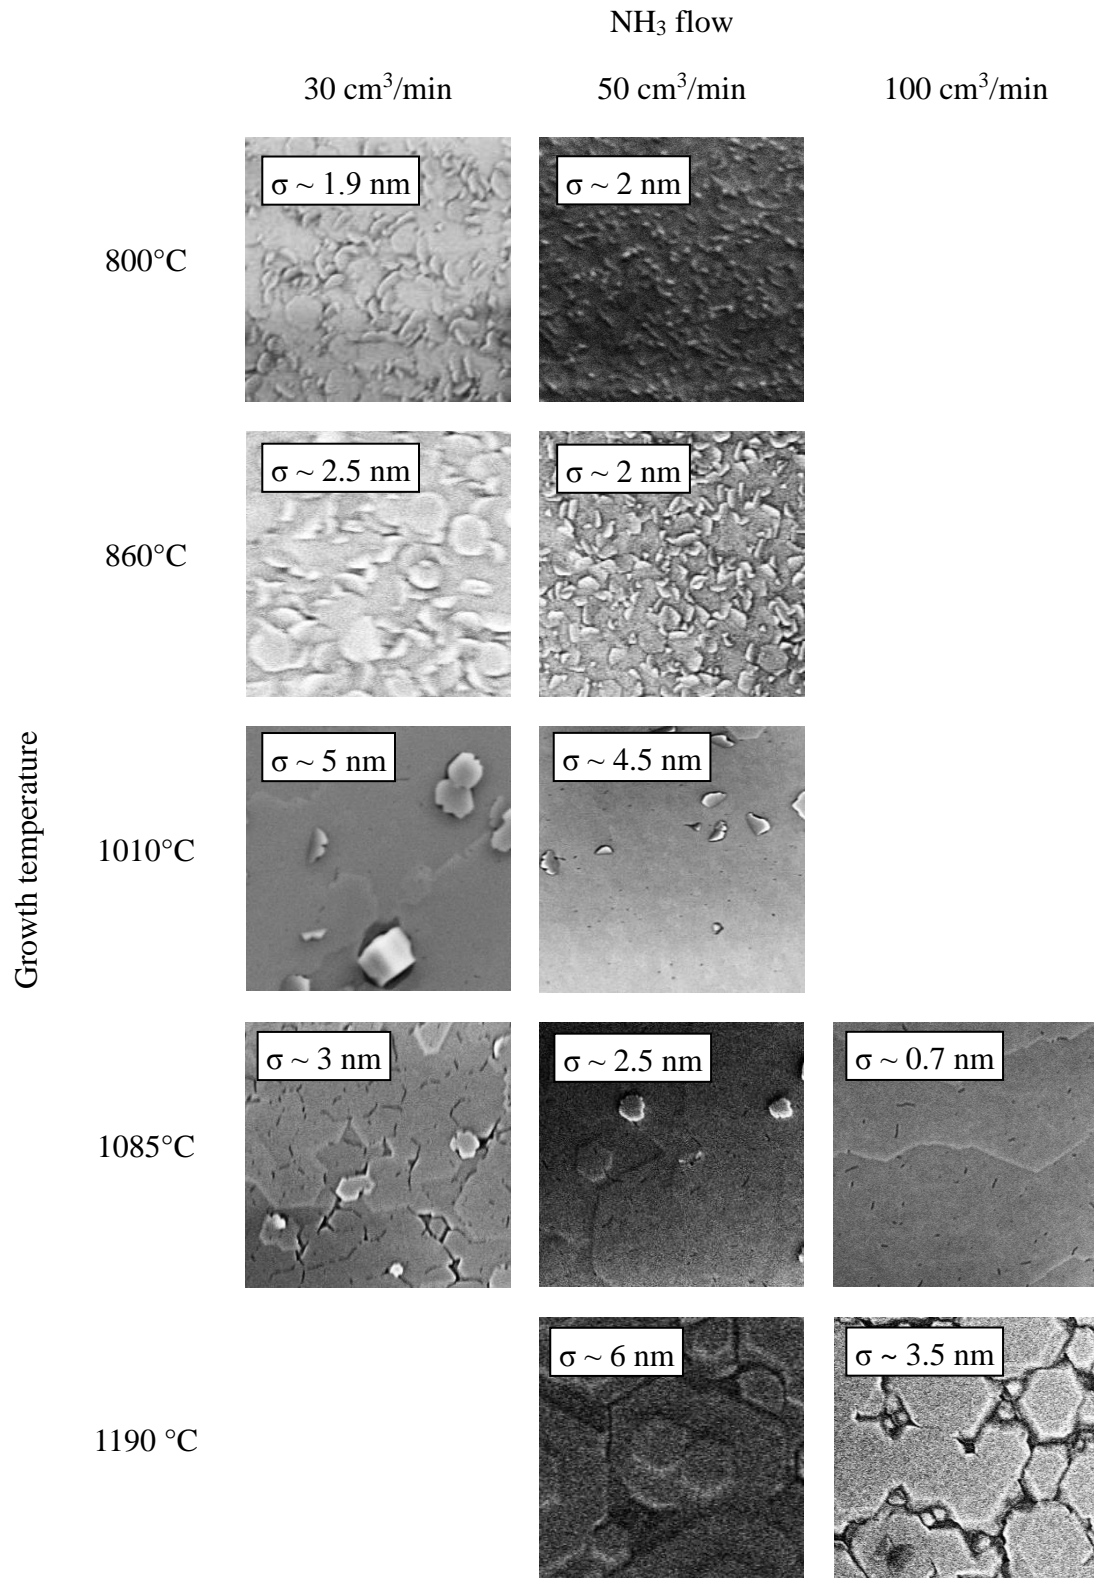 NH₃ flow
30 cm³/min 50 cm³/min 100 cm³/min
σ ~ 1.9 nm σ ~ 2 nm
800°C
σ ~ 2.5 nm σ ~ 2 nm
860°C
Growth temperature
σ ~ 5 nm σ ~ 4.5 nm
1010°C
σ ~ 3 nm σ ~ 2.5 nm σ ~ 0.7 nm
1085°C
σ ~ 6 nm σ ~ 3.5 nm
1190 °C